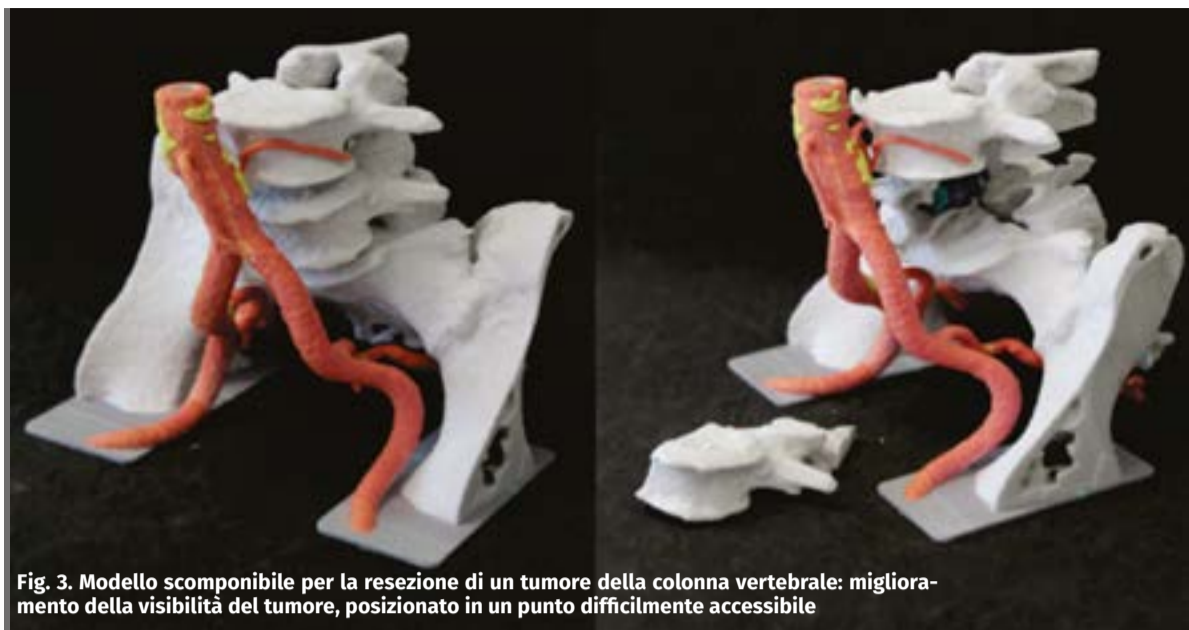 Fig. 3. Modello scomponibile per la resezione di un tumore della colonna vertebrale: migliora-
mento della visibilità del tumore, posizionato in un punto difficilmente accessibile